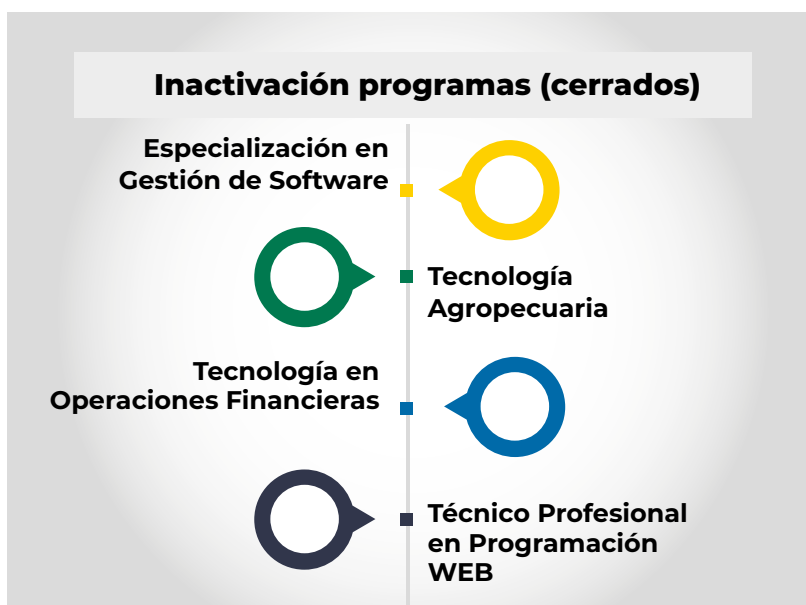 Inactivación programas (cerrados)
Especialización en
Gestión de Software
Tecnología
Agropecuaria
Tecnología en
Operaciones Financieras
Técnico Profesional
en Programación
WEB